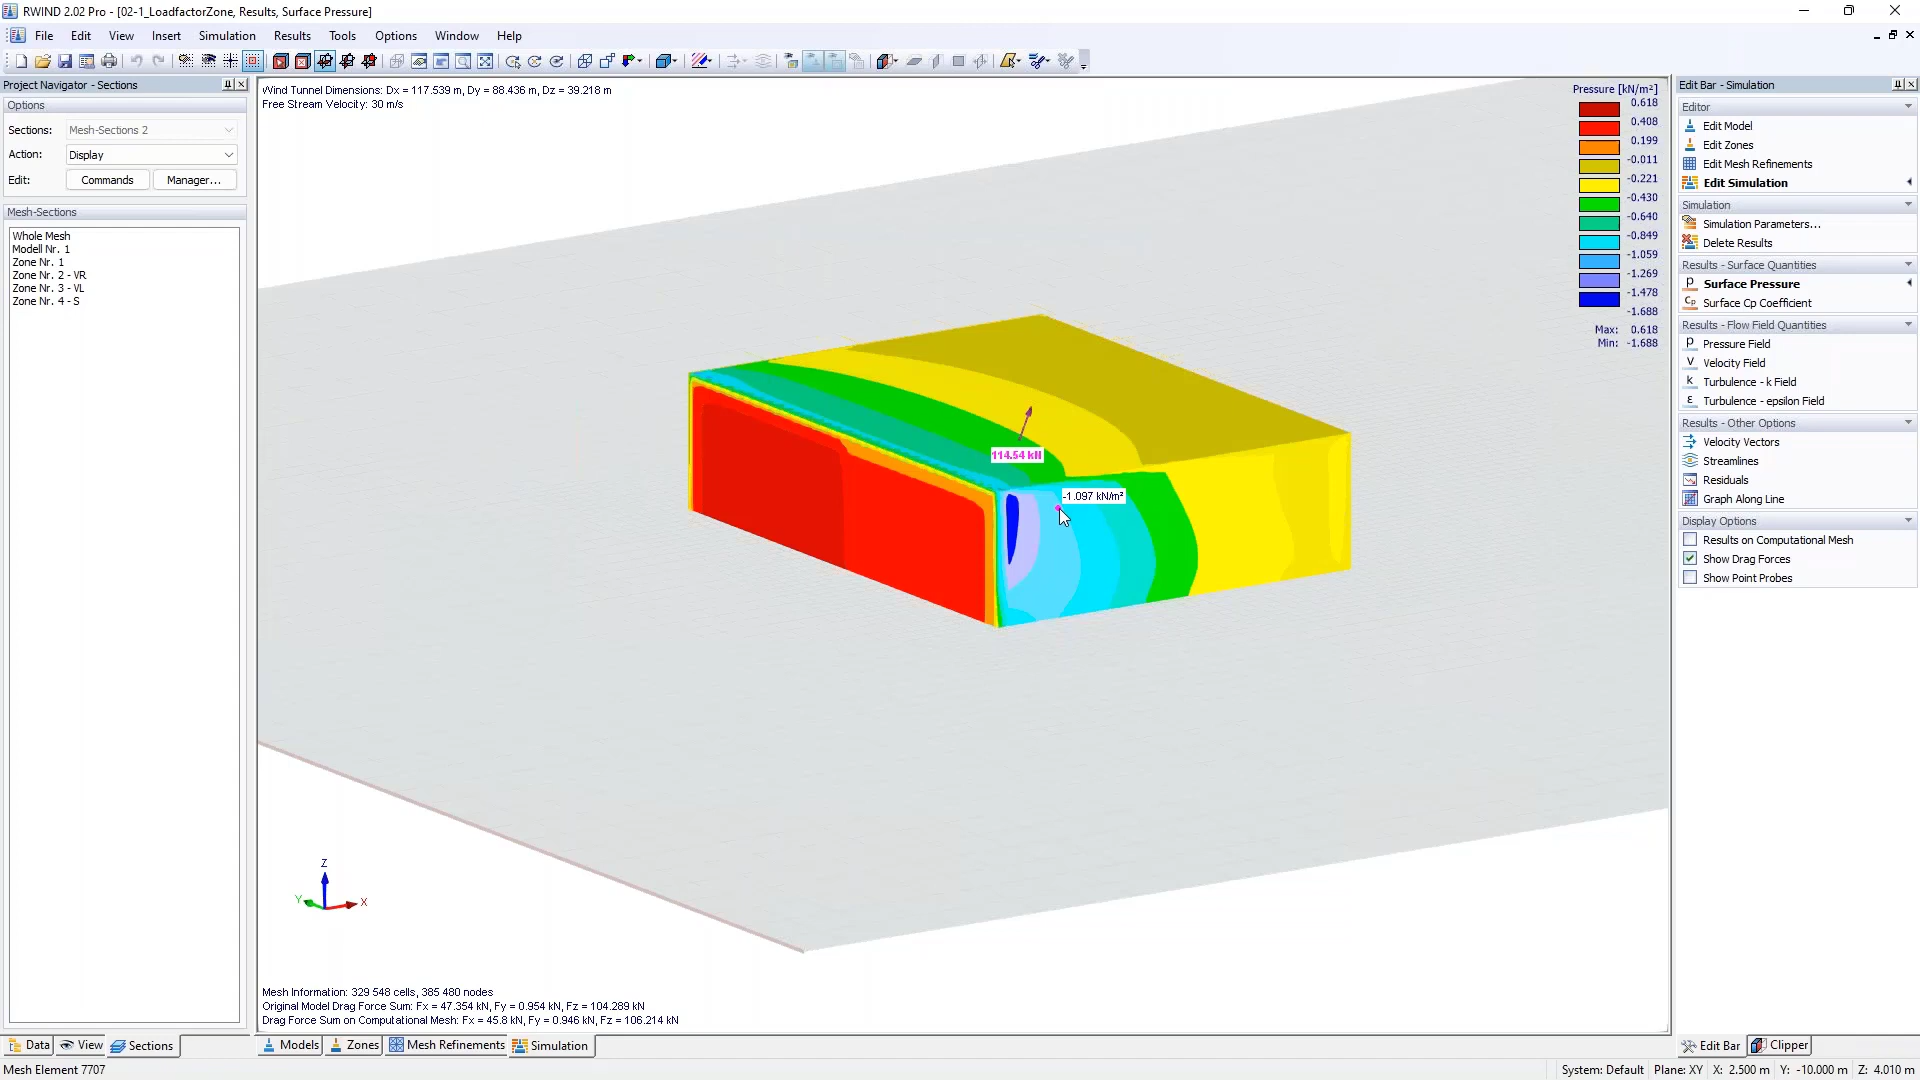 RWIND 2.02 Pro - [02-1_LoadfactorZone, Results, Surface Pressure]
File Edit View Insert Simulation Results Tools Options Window Help
Project Navigator - Sections
Options
Sections: Mesh-Sections 2
Action: Display
Edit: Commands Manager...
Mesh-Sections
Whole Mesh
Modell Nr. 1
Zone Nr. 1
Zone Nr. 2 - VR
Zone Nr. 3 - VL
Zone Nr. 4 - S
Data View Sections
Mesh Element 7707
Wind Tunnel Dimensions: Dx = 117.539 m, Dy = 88.436 m, Dz = 39.218 m
Free Stream Velocity: 30 m/s
114.54 kN
-1.097 kN/m²
Z
Y
X
Pressure [kN/m²]
0.618
0.408
0.199
-0.011
-0.221
-0.430
-0.640
-0.849
-1.059
-1.269
-1.478
-1.688
Max: 0.618
Min: -1.688
Mesh Information: 329 548 cells, 385 480 nodes
Original Model Drag Force Sum: Fx = 47.354 kN, Fy = 0.954 kN, Fz = 104.289 kN
Drag Force Sum on Computational Mesh: Fx = 45.8 kN, Fy = 0.946 kN, Fz = 106.214 kN
Models Zones Mesh Refinements Simulation
Edit Bar - Simulation
Editor
Edit Model
Edit Zones
Edit Mesh Refinements
Edit Simulation
Simulation
Simulation Parameters...
Delete Results
Results - Surface Quantities
p Surface Pressure
Cp Surface Cp Coefficient
Results - Flow Field Quantities
p Pressure Field
v Velocity Field
k Turbulence - k Field
ε Turbulence - epsilon Field
Results - Other Options
Velocity Vectors
Streamlines
Residuals
Graph Along Line
Display Options
Results on Computational Mesh
Show Drag Forces
Show Point Probes
Edit Bar Clipper
System: Default Plane: XY X: 2.500 m Y: -10.000 m Z: 4.010 m